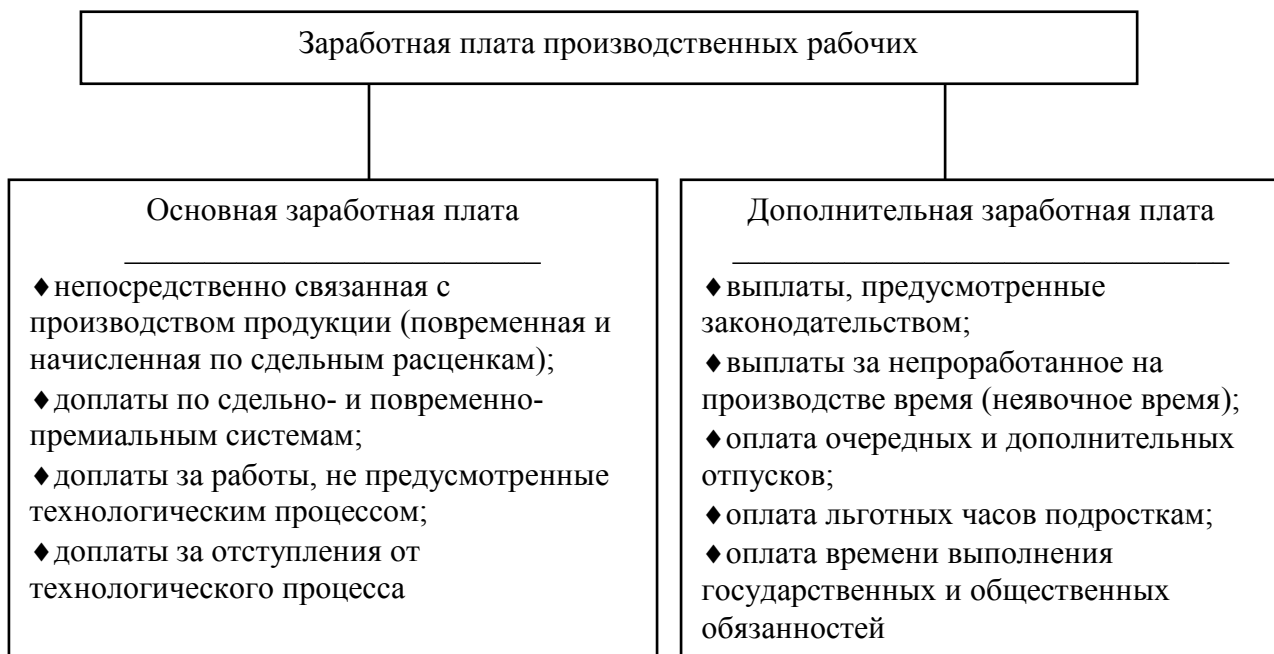 Заработная плата производственных рабочих
Основная заработная плата
♦непосредственно связанная с
производством продукции (повременная и
начисленная по сдельным расценкам);
♦доплаты по сдельно- и повременно-
премиальным системам;
♦доплаты за работы, не предусмотренные
технологическим процессом;
♦доплаты за отступления от
технологического процесса
Дополнительная заработная плата
♦выплаты, предусмотренные
законодательством;
♦выплаты за непроработанное на
производстве время (неявочное время);
♦оплата очередных и дополнительных
отпусков;
♦оплата льготных часов подросткам;
♦оплата времени выполнения
государственных и общественных
обязанностей